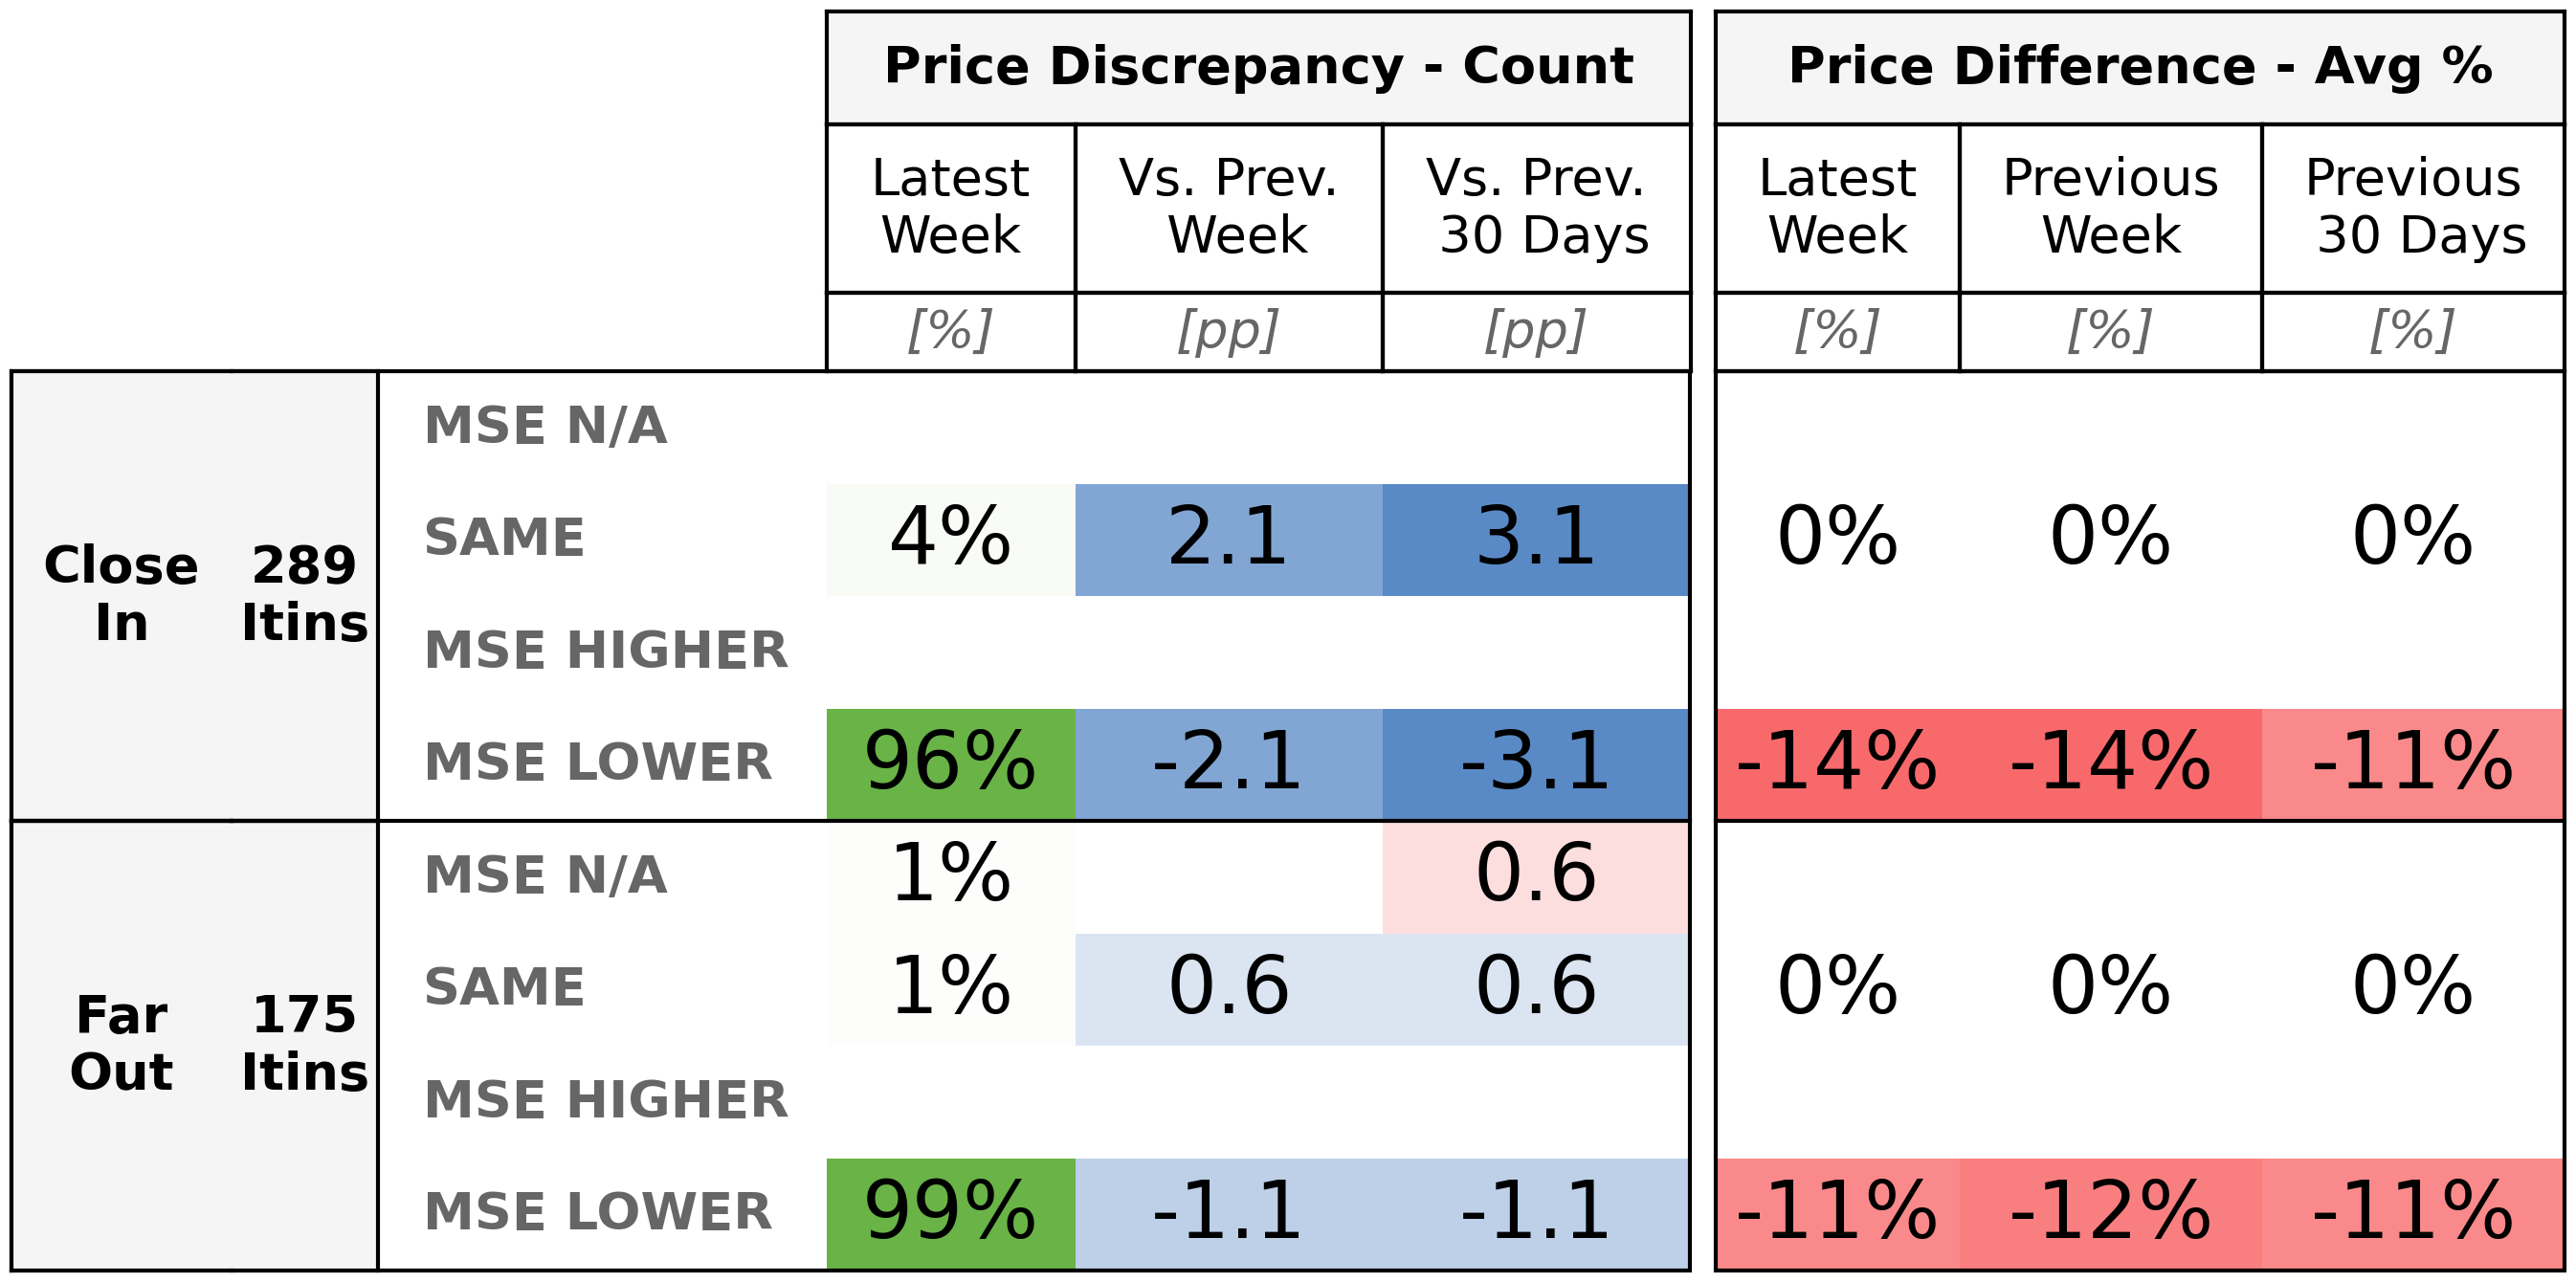 Price Discrepancy - Count Price Difference - Avg %
Latest Week Vs. Prev. Week Vs. Prev. 30 Days Latest Week Previous Week Previous 30 Days
[%] [pp] [pp] [%] [%] [%]
Close In 289 Itins
MSE N/A
SAME 4% 2.1 3.1 0% 0% 0%
MSE HIGHER
MSE LOWER 96% -2.1 -3.1 -14% -14% -11%
Far Out 175 Itins
MSE N/A 1% 0.6
SAME 1% 0.6 0.6 0% 0% 0%
MSE HIGHER
MSE LOWER 99% -1.1 -1.1 -11% -12% -11%